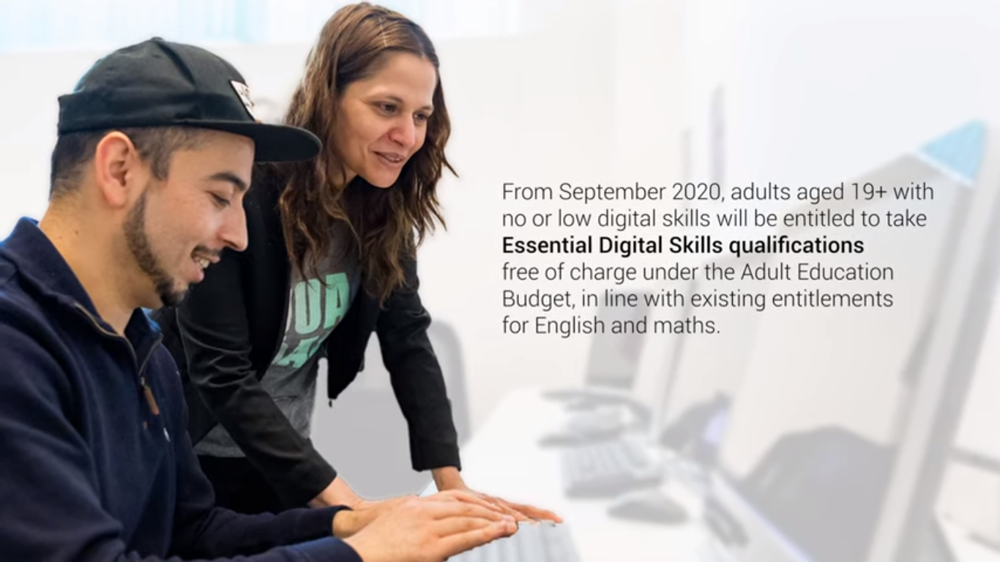 From September 2020, adults aged 19+ with
no or low digital skills will be entitled to take
Essential Digital Skills qualifications
free of charge under the Adult Education
Budget, in line with existing entitlements
for English and maths.
UA